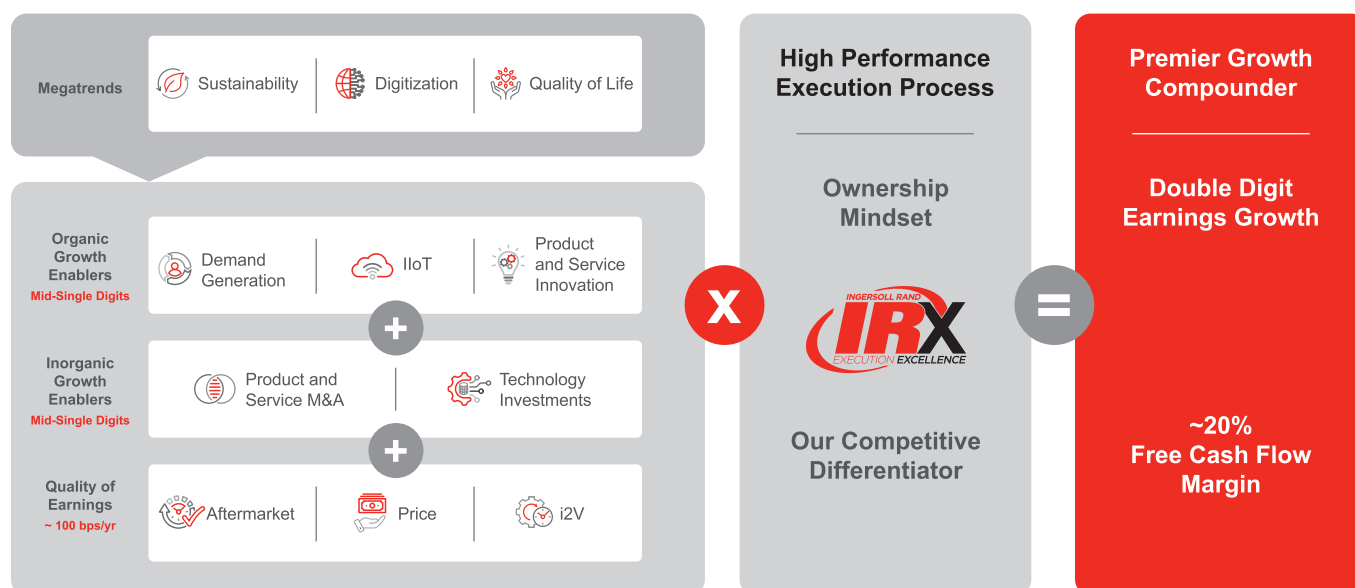 Megatrends
Sustainability
Digitization
Quality of Life
Organic
Growth
Enablers
Mid-Single Digits
Demand
Generation
IIoT
Product
and Service
Innovation
+
Inorganic
Growth
Enablers
Mid-Single Digits
Product and
Service M&A
Technology
Investments
+
Quality of
Earnings
~ 100 bps/yr
Aftermarket
Price
i2V
X
High Performance
Execution Process
Ownership
Mindset
INGERSOLL RAND
IRX
EXECUTION EXCELLENCE
Our Competitive
Differentiator
=
Premier Growth
Compounder
Double Digit
Earnings Growth
~20%
Free Cash Flow
Margin